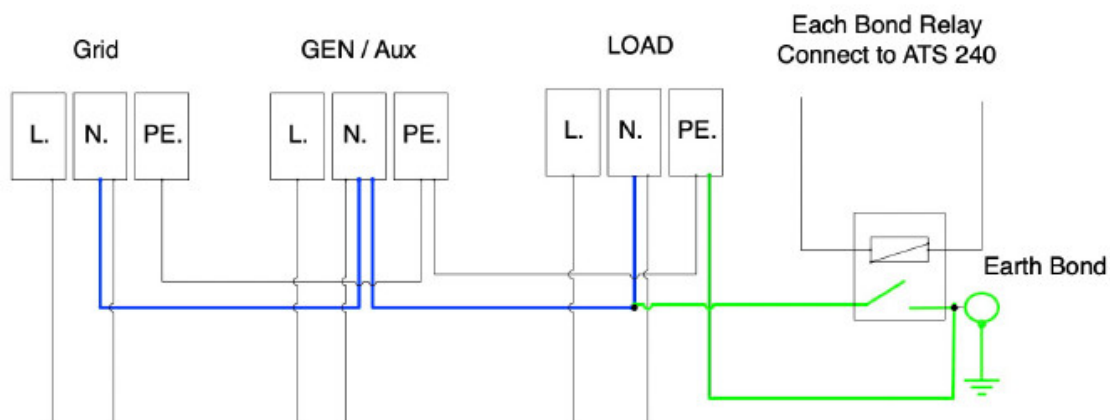 Grid
GEN / Aux
LOAD
Each Bond Relay
Connect to ATS 240
L.
N.
PE.
L.
N.
PE.
L.
N.
PE.
Earth Bond